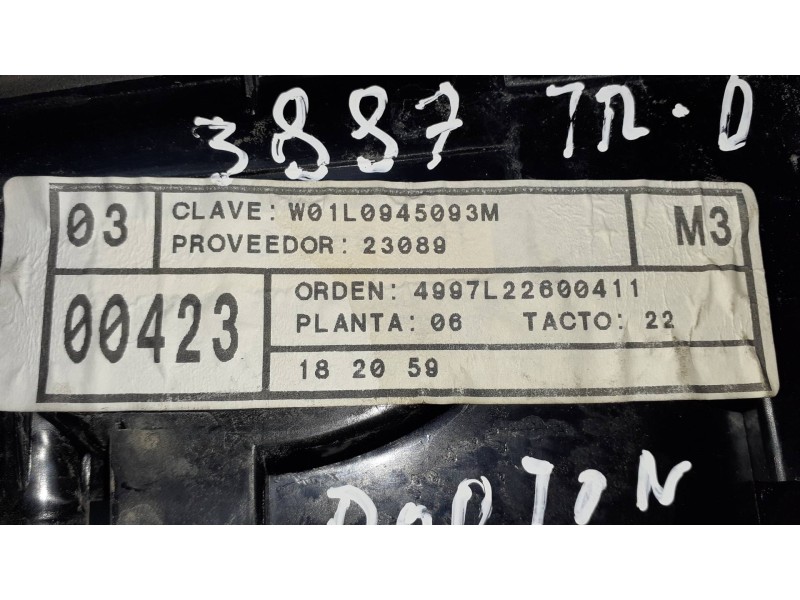 3887 TR.D
03
CLAVE: W01L0945093M
PROVEEDOR: 23089
M3
00423
ORDEN: 4997L22600411
PLANTA: 06 TACTO: 22
18 20 59